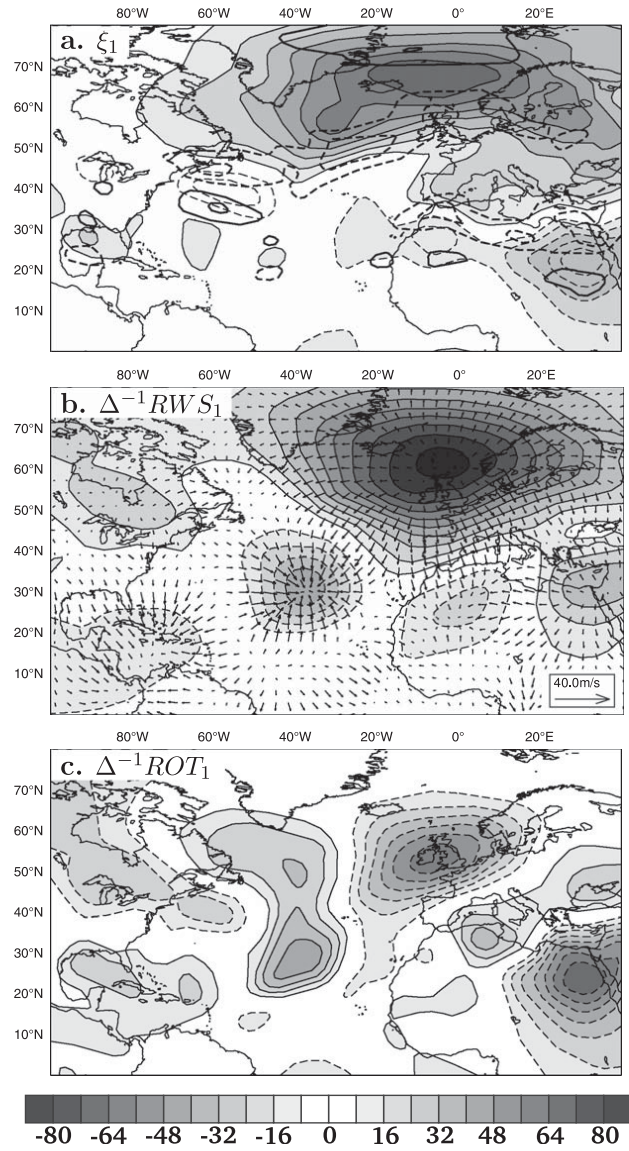 80°W 60°W 40°W 20°W 0° 20°E
a. ξ₁
70°N
60°N
50°N
40°N
30°N
20°N
10°N
80°W 60°W 40°W 20°W 0° 20°E
b. Δ⁻¹RWS₁
70°N
60°N
50°N
40°N
30°N
20°N
10°N
40.0m/s
80°W 60°W 40°W 20°W 0° 20°E
c. Δ⁻¹ROT₁
70°N
60°N
50°N
40°N
30°N
20°N
10°N
-80 -64 -48 -32 -16 0 16 32 48 64 80